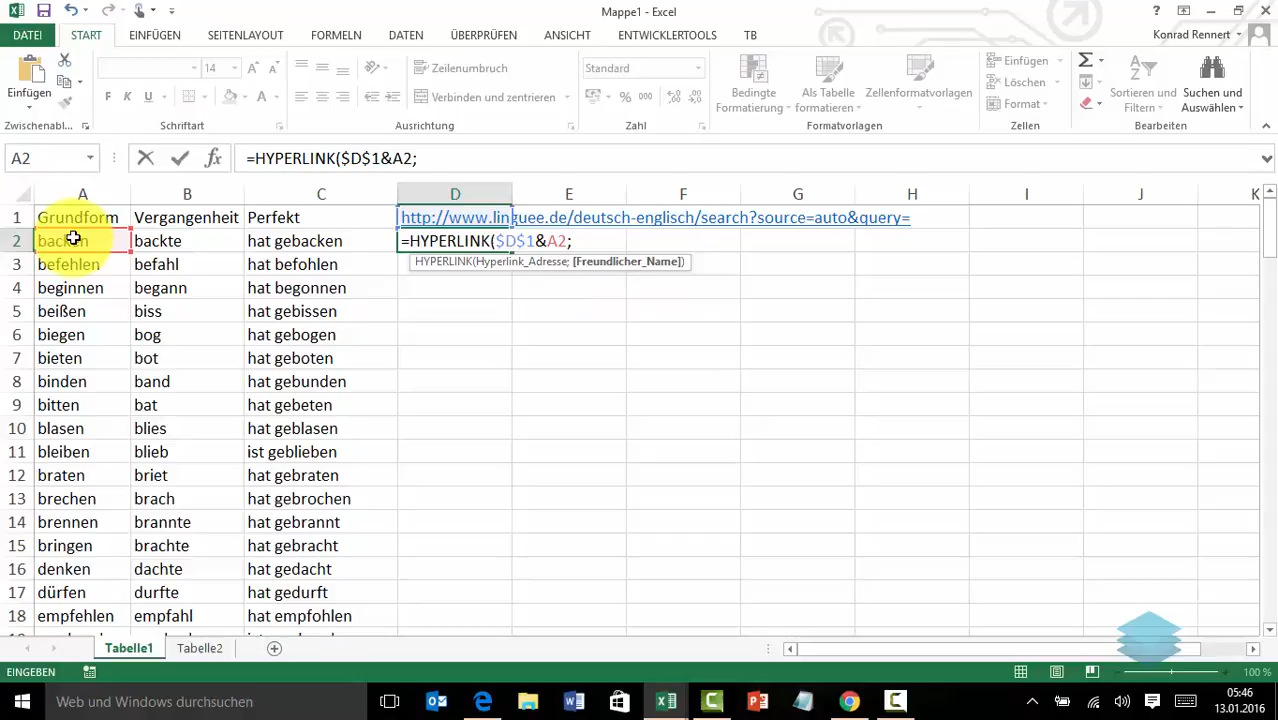 Mappe1 - Excel
DATEI START EINFÜGEN SEITENLAYOUT FORMELN DATEN ÜBERPRÜFEN ANSICHT ENTWICKLERTOOLS TB Konrad Rennert
Einfügen
Zwischenabl...
14
F K U
Schriftart
Zeilenumbruch
Verbinden und zentrieren
Ausrichtung
Standard
% 000
Zahl
Bedingte Formatierung
Als Tabelle formatieren
Zellenformatvorlagen
Formatvorlagen
Einfügen
Löschen
Format
Zellen
Sortieren und Filtern
Suchen und Auswählen
Bearbeiten
A2 fx =HYPERLINK($D$1&A2;
A B C D E F G H I J K
1 Grundform Vergangenheit Perfekt http://www.linguee.de/deutsch-englisch/search?source=auto&query=
2 backen backte hat gebacken =HYPERLINK($D$1&A2;
HYPERLINK(Hyperlink_Adresse; [Freundlicher_Name])
3 befehlen befahl hat befohlen
4 beginnen begann hat begonnen
5 beißen biss hat gebissen
6 biegen bog hat gebogen
7 bieten bot hat geboten
8 binden band hat gebunden
9 bitten bat hat gebeten
10 blasen blies hat geblasen
11 bleiben blieb ist geblieben
12 braten briet hat gebraten
13 brechen brach hat gebrochen
14 brennen brannte hat gebrannt
15 bringen brachte hat gebracht
16 denken dachte hat gedacht
17 dürfen durfte hat gedurft
18 empfehlen empfahl hat empfohlen
Tabelle1 Tabelle2
EINGEBEN 100 %
Web und Windows durchsuchen
05:46
13.01.2016